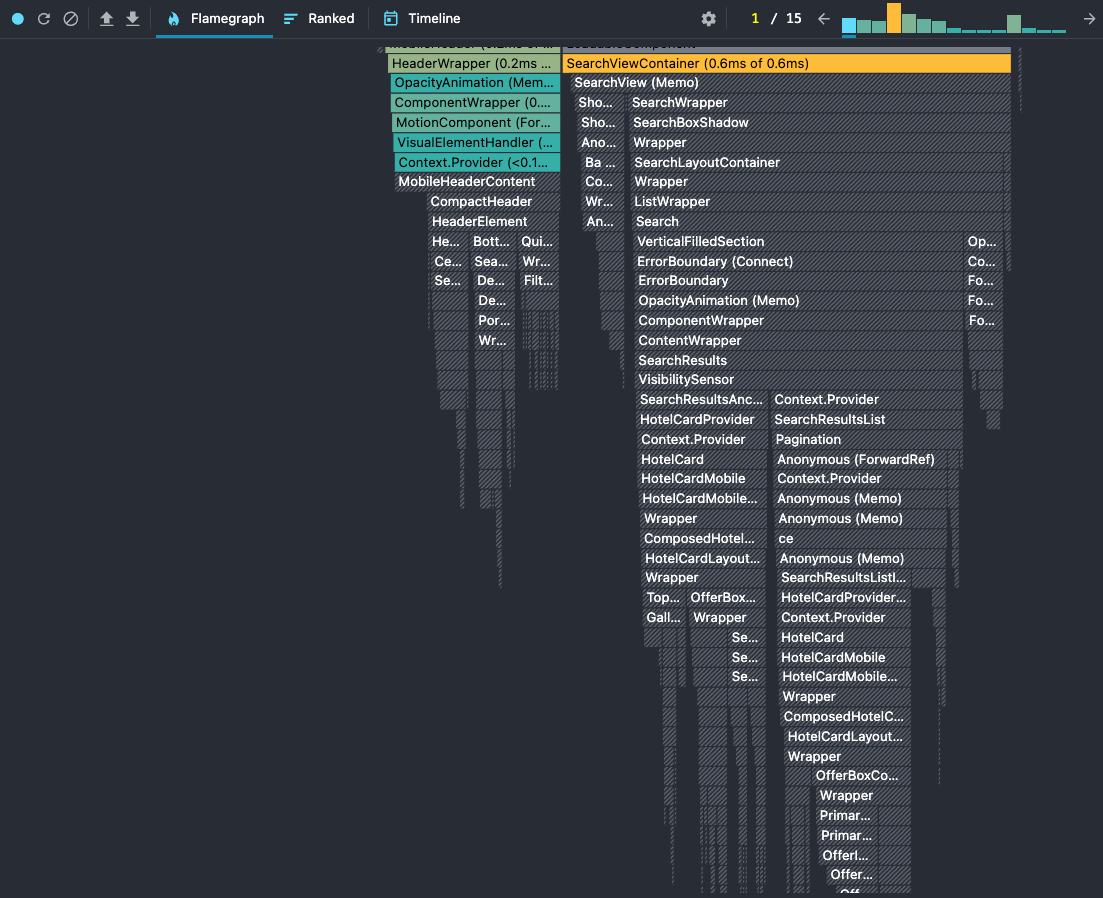 Flamegraph Ranked Timeline 1 / 15
HeaderWrapper (0.2ms ... SearchViewContainer (0.6ms of 0.6ms)
OpacityAnimation (Mem... SearchView (Memo)
ComponentWrapper (0.... Sho... SearchWrapper
MotionComponent (For... Sho... SearchBoxShadow
VisualElementHandler (... Ano... Wrapper
Context.Provider (<0.1... Ba ... SearchLayoutContainer
MobileHeaderContent Co... Wrapper
CompactHeader Wr... ListWrapper
HeaderElement An... Search
He... Bott... Qui... VerticalFilledSection Op...
Ce... Sea... Wr... ErrorBoundary (Connect) Co...
Se... De... Filt... ErrorBoundary Fo...
De... OpacityAnimation (Memo) Fo...
Por... ComponentWrapper Fo...
Wr... ContentWrapper
SearchResults
VisibilitySensor
SearchResultsAnc... Context.Provider
HotelCardProvider SearchResultsList
Context.Provider Pagination
HotelCard Anonymous (ForwardRef)
HotelCardMobile Context.Provider
HotelCardMobile... Anonymous (Memo)
Wrapper Anonymous (Memo)
ComposedHotel... ce
HotelCardLayout... Anonymous (Memo)
Wrapper SearchResultsListI...
Top... OfferBox... HotelCardProvider...
Gall... Wrapper Context.Provider
Se... HotelCard
Se... HotelCardMobile
Se... HotelCardMobile...
Wrapper
ComposedHotelC...
HotelCardLayout...
Wrapper
OfferBoxCo...
Wrapper
Primar...
Primar...
OfferI...
Offer...